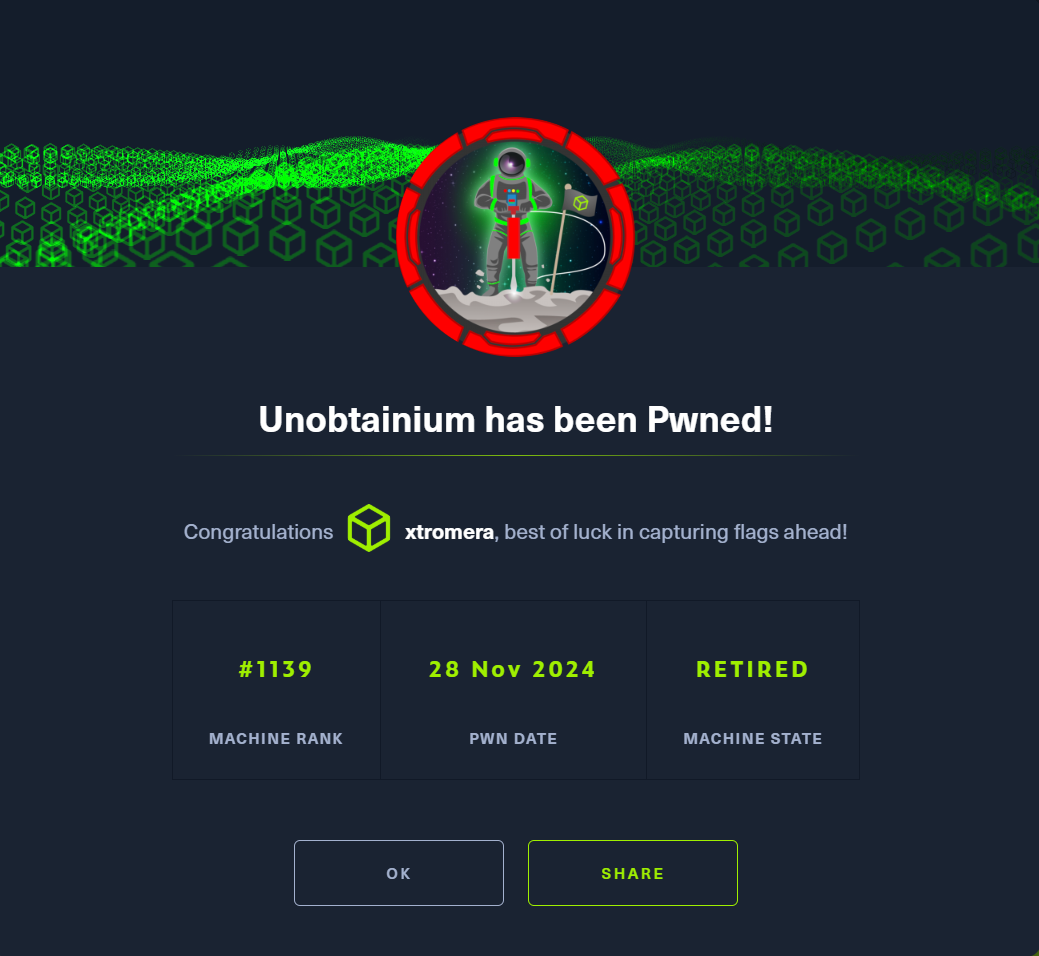 Unobtainium has been Pwned!
Congratulations xtromera, best of luck in capturing flags ahead!
#1139 28 Nov 2024 RETIRED
MACHINE RANK PWN DATE MACHINE STATE
OK SHARE